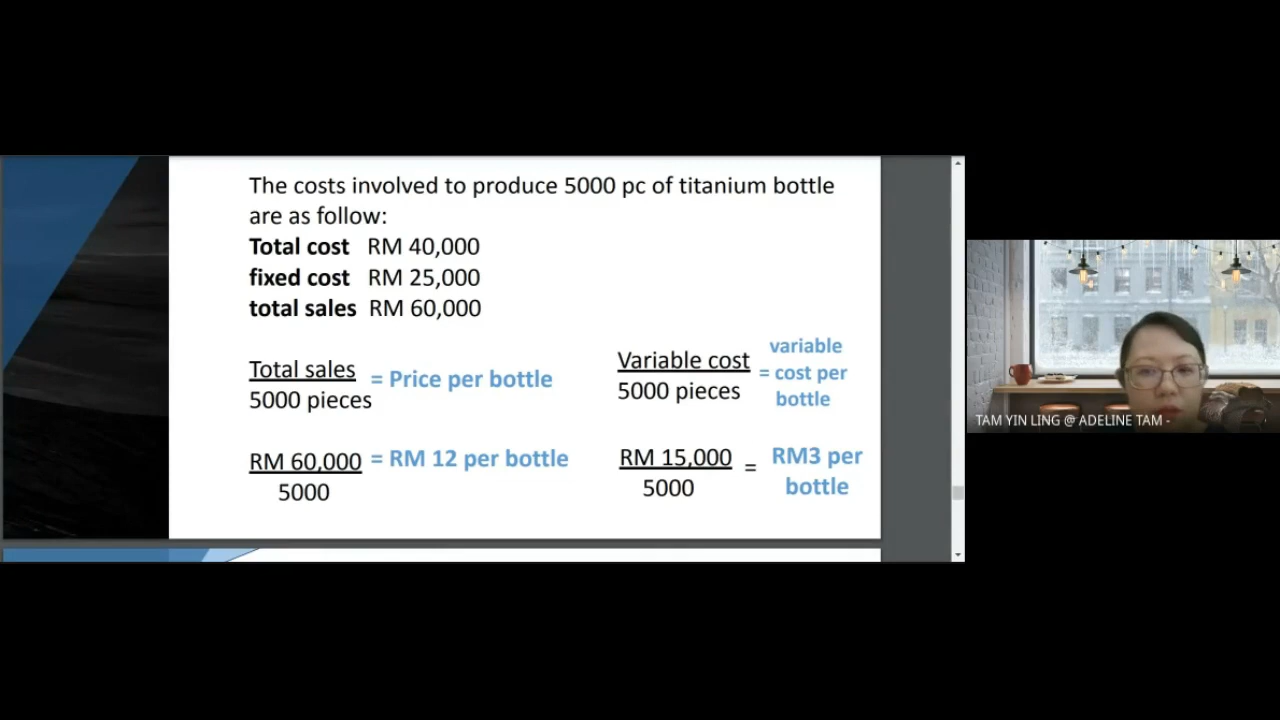 The costs involved to produce 5000 pc of titanium bottle
are as follow:
Total cost RM 40,000
fixed cost RM 25,000
total sales RM 60,000
Total sales
5000 pieces
= Price per bottle
Variable cost
5000 pieces
variable
= cost per
bottle
RM 60,000
5000
= RM 12 per bottle
RM 15,000
5000
=
RM3 per
bottle
TAM YIN LING @ ADELINE TAM -